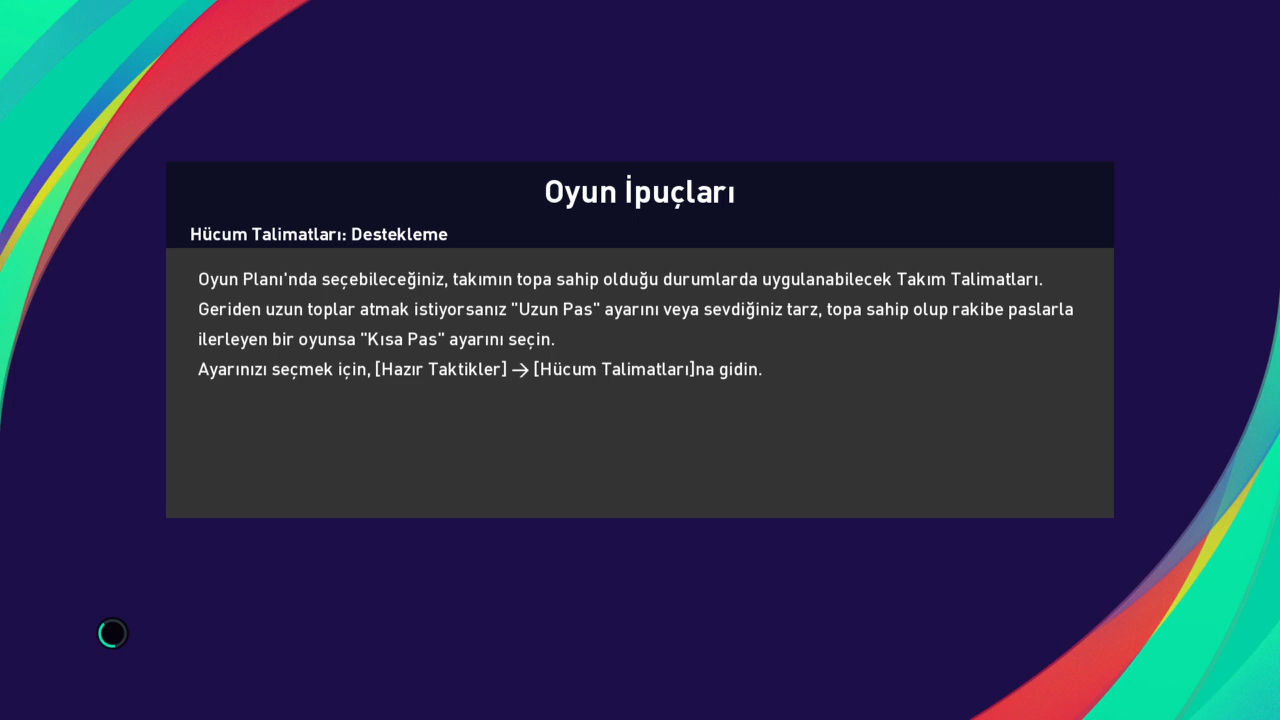 Oyun İpuçları
Hücum Talimatları: Destekleme
Oyun Planı'nda seçebileceğiniz, takımın topa sahip olduğu durumlarda uygulanabilecek Takım Talimatları.
Geriden uzun toplar atmak istiyorsanız "Uzun Pas" ayarını veya sevdiğiniz tarz, topa sahip olup rakibe paslarla
ilerleyen bir oyunsa "Kısa Pas" ayarını seçin.
Ayarınızı seçmek için, [Hazır Taktikler] → [Hücum Talimatları]na gidin.